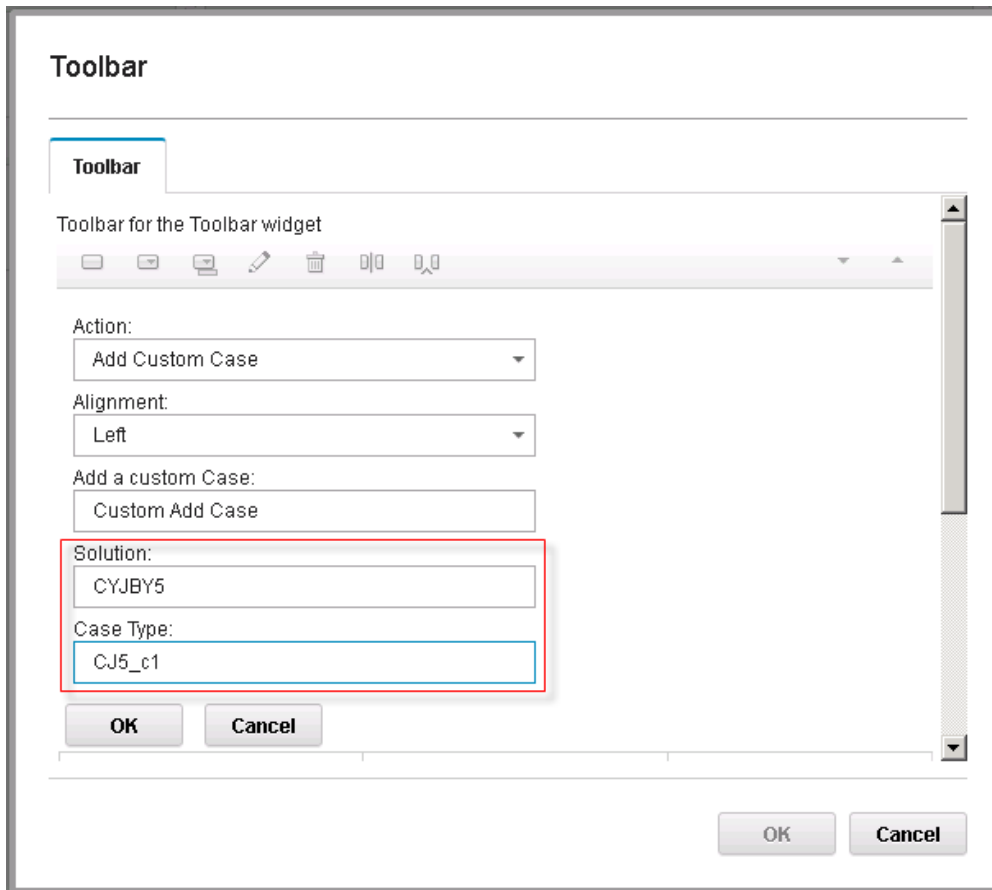 Toolbar
Toolbar
Toolbar for the Toolbar widget
Action:
Add Custom Case
Alignment:
Left
Add a custom Case:
Custom Add Case
Solution:
CYJBY5
Case Type:
CJ5_c1
OK Cancel
OK Cancel